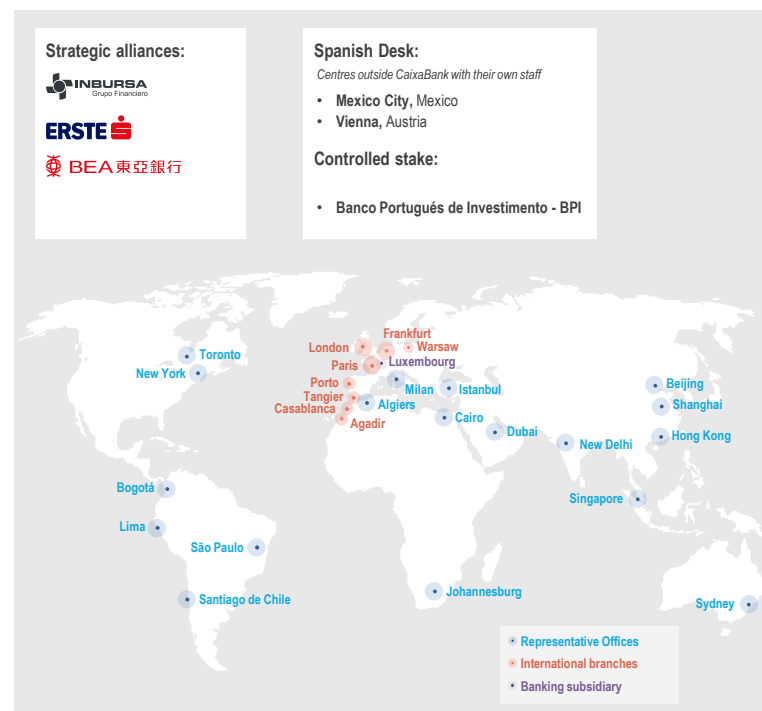 Strategic alliances:
INBURSA
Grupo Financiero
ERSTE
BEA東亞銀行
Spanish Desk:
Centres outside CaixaBank with their own staff
• Mexico City, Mexico
• Vienna, Austria
Controlled stake:
• Banco Portugués de Investimento - BPI
Frankfurt
London
Warsaw
Toronto
Paris
Luxembourg
New York
Porto
Milan
Istanbul
Beijing
Tangier
Algiers
Shanghai
Casablanca
Agadir
Cairo
Dubai
Hong Kong
New Delhi
Bogotá
Singapore
Lima
São Paulo
Johannesburg
Santiago de Chile
Sydney
Representative Offices
International branches
Banking subsidiary